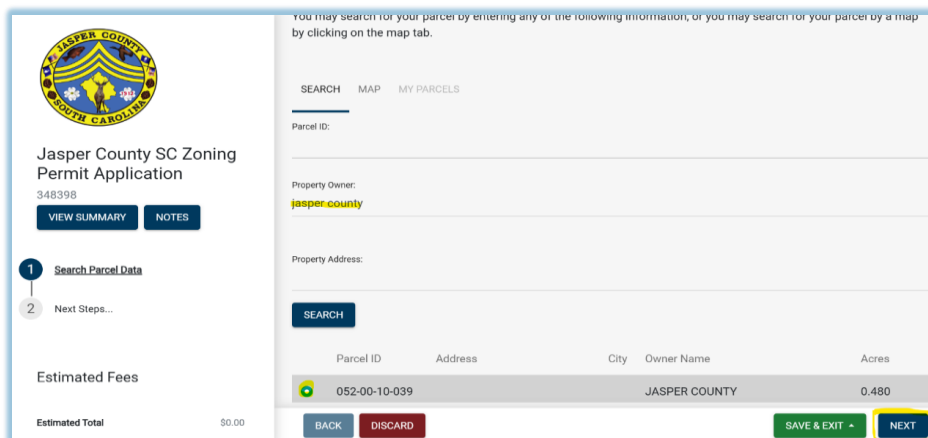 You may search for your parcel by entering any of the following information, or you may search for your parcel by a map
by clicking on the map tab.
JASPER COUNTY
SOUTH CAROLINA
Jasper County SC Zoning
Permit Application
348398
VIEW SUMMARY NOTES
1 Search Parcel Data
2 Next Steps...
Estimated Fees
Estimated Total $0.00
SEARCH MAP MY PARCELS
Parcel ID:
Property Owner:
jasper county
Property Address:
SEARCH
Parcel ID Address City Owner Name Acres
052-00-10-039 JASPER COUNTY 0.480
BACK DISCARD SAVE & EXIT NEXT